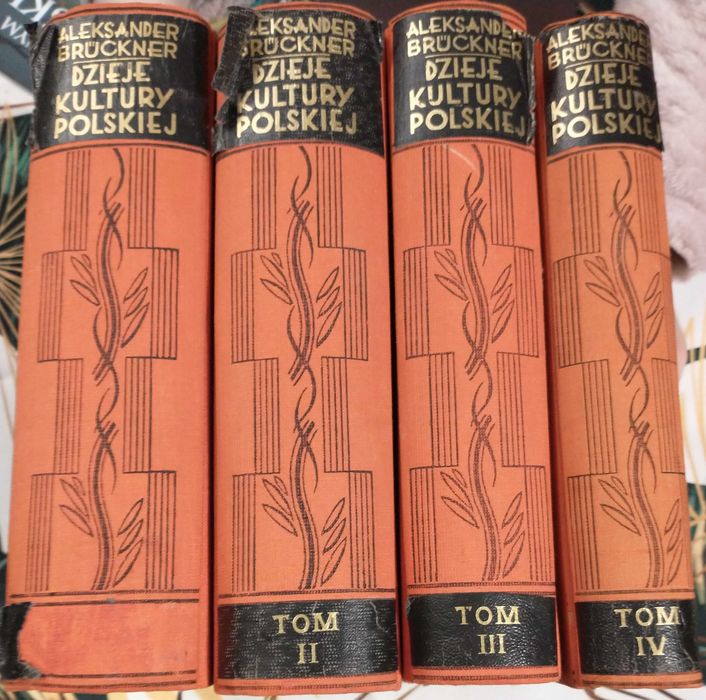 ALEKSANDER
BRÜCKNER
DZIEJE
KULTURY
POLSKIEJ
ALEKSANDER
BRÜCKNER
DZIEJE
KULTURY
POLSKIEJ
TOM
II
ALEKSANDER
BRÜCKNER
DZIEJE
KULTURY
POLSKIEJ
TOM
III
ALEKSANDER
BRÜCKNER
DZIEJE
KULTURY
POLSKIEJ
TOM
IV